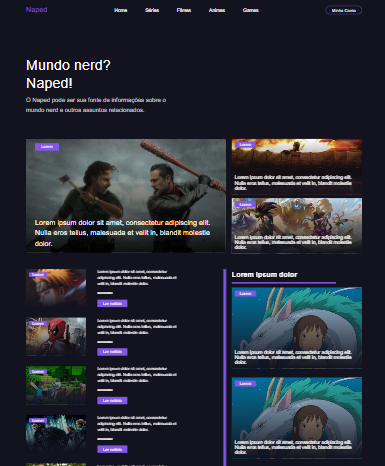 Naped
Home Séries Filmes Animes Games
Minha Conta
Mundo nerd?
Naped!
O Naped pode ser sua fonte de informações sobre o
mundo nerd e outros assuntos relacionados.
Lorem
Lorem ipsum dolor sit amet, consectetur adipiscing elit.
Nulla eros tellus, malesuada et velit in, blandit molestie
dolor.
Lorem
Lorem ipsum dolor sit amet, consectetur adipiscing elit.
Nulla eros tellus, malesuada et velit in, blandit molestie
dolor.
Lorem
Lorem ipsum dolor sit amet, consectetur adipiscing elit.
Nulla eros tellus, malesuada et velit in, blandit molestie
dolor.
Lorem
Lorem ipsum dolor sit amet, consectetur
adipiscing elit. Nulla eros tellus, malesuada et
velit in, blandit molestie dolor.
Ler notícia
Lorem
Lorem ipsum dolor sit amet, consectetur
adipiscing elit. Nulla eros tellus, malesuada et
velit in, blandit molestie dolor.
Ler notícia
Lorem
Lorem ipsum dolor sit amet, consectetur
adipiscing elit. Nulla eros tellus, malesuada et
velit in, blandit molestie dolor.
Ler notícia
Lorem
Lorem ipsum dolor sit amet, consectetur
adipiscing elit. Nulla eros tellus, malesuada et
velit in, blandit molestie dolor.
Ler notícia
Lorem ipsum dolor
Lorem
Lorem ipsum dolor sit amet, consectetur adipiscing elit.
Nulla eros tellus, malesuada et velit in, blandit molestie
dolor.
Lorem
Lorem ipsum dolor sit amet, consectetur adipiscing elit.
Nulla eros tellus, malesuada et velit in, blandit molestie
dolor.